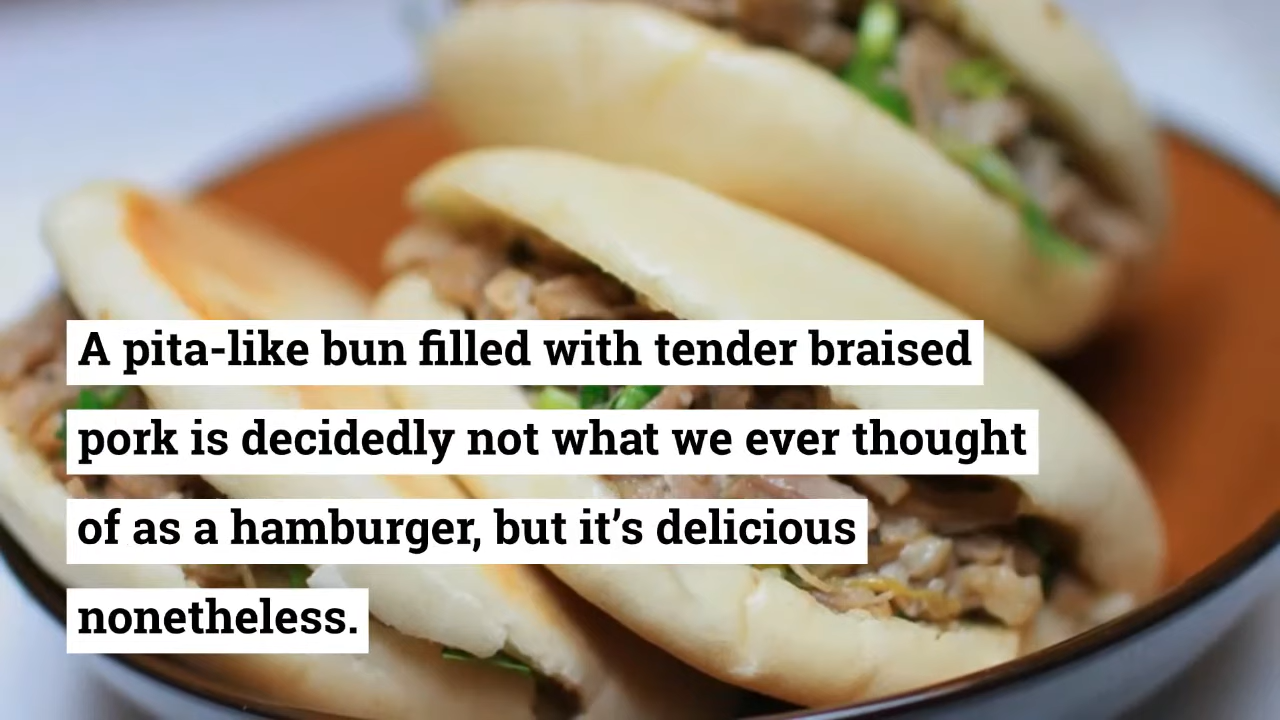 A pita-like bun filled with tender braised
pork is decidedly not what we ever thought
of as a hamburger, but it’s delicious
nonetheless.